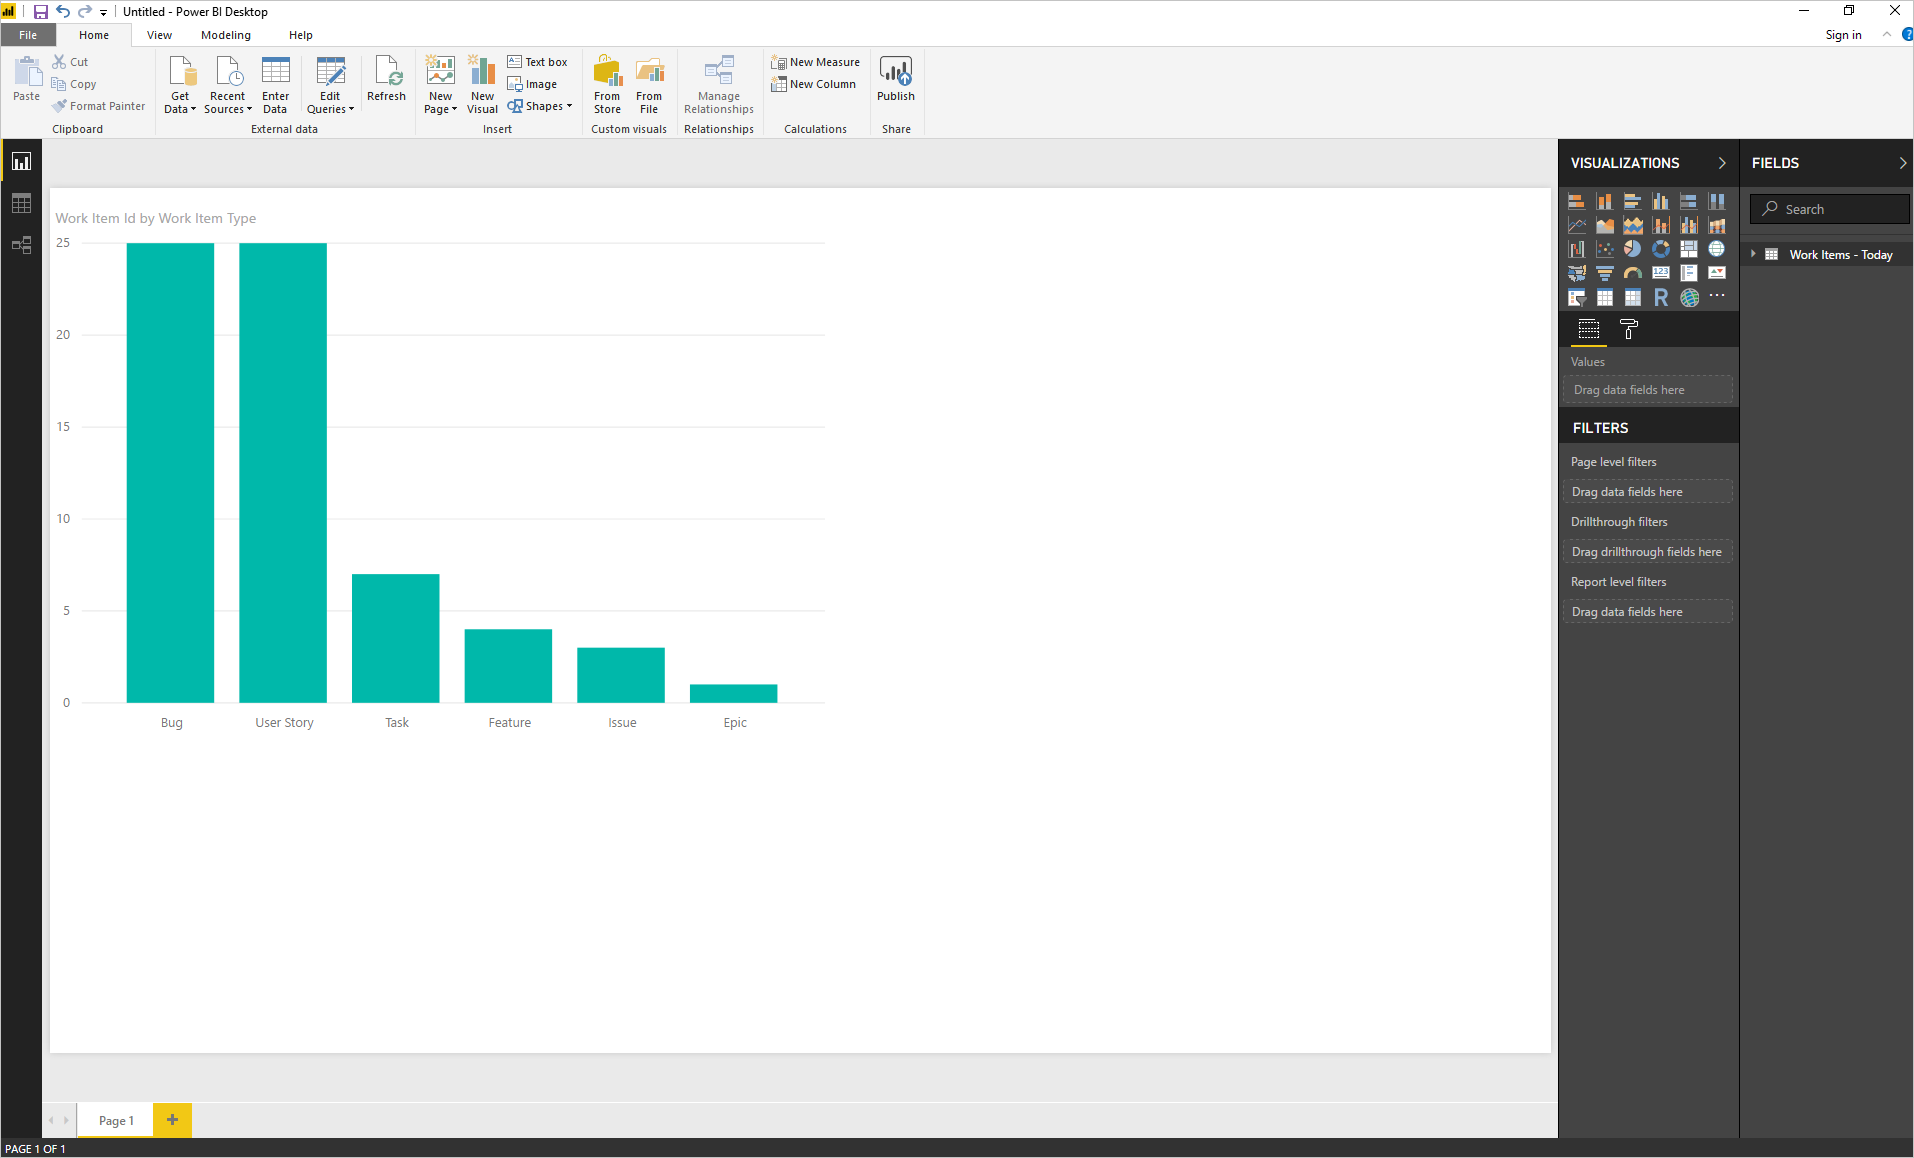 Untitled - Power BI Desktop
File Home View Modeling Help Sign in ?
Paste
Cut
Copy
Format Painter
Clipboard
Get Data
Recent Sources
Enter Data
Edit Queries
Refresh
External data
New Page
New Visual
Text box
Image
Shapes
Insert
From Store
From File
Custom visuals
Manage Relationships
Relationships
New Measure
New Column
Calculations
Publish
Share
Work Item Id by Work Item Type
25
20
15
10
5
0
Bug User Story Task Feature Issue Epic
VISUALIZATIONS
123
R
Values
Drag data fields here
FILTERS
Page level filters
Drag data fields here
Drillthrough filters
Drag drillthrough fields here
Report level filters
Drag data fields here
FIELDS
Search
Work Items - Today
Page 1
PAGE 1 OF 1